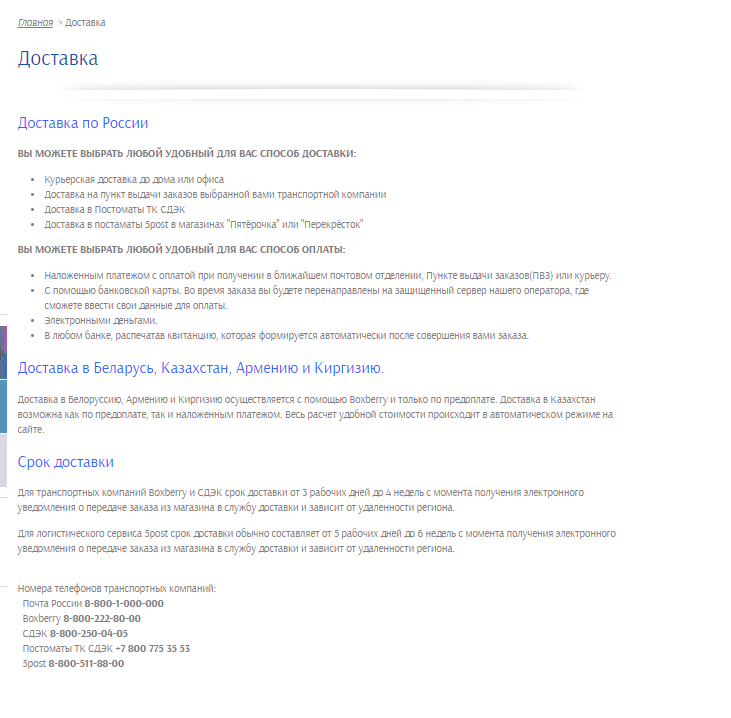 Главная > Доставка
Доставка
Доставка по России
ВЫ МОЖЕТЕ ВЫБРАТЬ ЛЮБОЙ УДОБНЫЙ ДЛЯ ВАС СПОСОБ ДОСТАВКИ:
• Курьерская доставка до дома или офиса
• Доставка на пункт выдачи заказов выбранной вами транспортной компании
• Доставка в Постоматы ТК СДЭК
• Доставка в постаматы 5post в магазинах "Пятёрочка" или "Перекрёсток"
ВЫ МОЖЕТЕ ВЫБРАТЬ ЛЮБОЙ УДОБНЫЙ ДЛЯ ВАС СПОСОБ ОПЛАТЫ:
• Наложенным платежом с оплатой при получении в ближайшем почтовом отделении, Пункте выдачи заказов(ПВЗ) или курьеру.
• С помощью банковской карты. Во время заказа вы будете перенаправлены на защищенный сервер нашего оператора, где
сможете ввести свои данные для оплаты.
• Электронными деньгами.
• В любом банке, распечатав квитанцию, которая формируется автоматически после совершения вами заказа.
Доставка в Беларусь, Казахстан, Армению и Киргизию.
Доставка в Белоруссию, Армению и Киргизию осуществляется с помощью Boxberry и только по предоплате. Доставка в Казахстан
возможна как по предоплате, так и наложенным платежом. Весь расчет удобной стоимости происходит в автоматическом режиме на
сайте.
Срок доставки
Для транспортных компаний Boxberry и СДЭК срок доставки от 3 рабочих дней до 4 недель с момента получения электронного
уведомления о передаче заказа из магазина в службу доставки и зависит от удаленности региона.
Для логистического сервиса 5post срок доставки обычно составляет от 5 рабочих дней до 6 недель с момента получения электронного
уведомления о передаче заказа из магазина в службу доставки и зависит от удаленности региона.
Номера телефонов транспортных компаний:
Почта России 8-800-1-000-000
Boxberry 8-800-222-80-00
СДЭК 8-800-250-04-05
Постоматы ТК СДЭК +7 800 775 35 53
5post 8-800-511-88-00